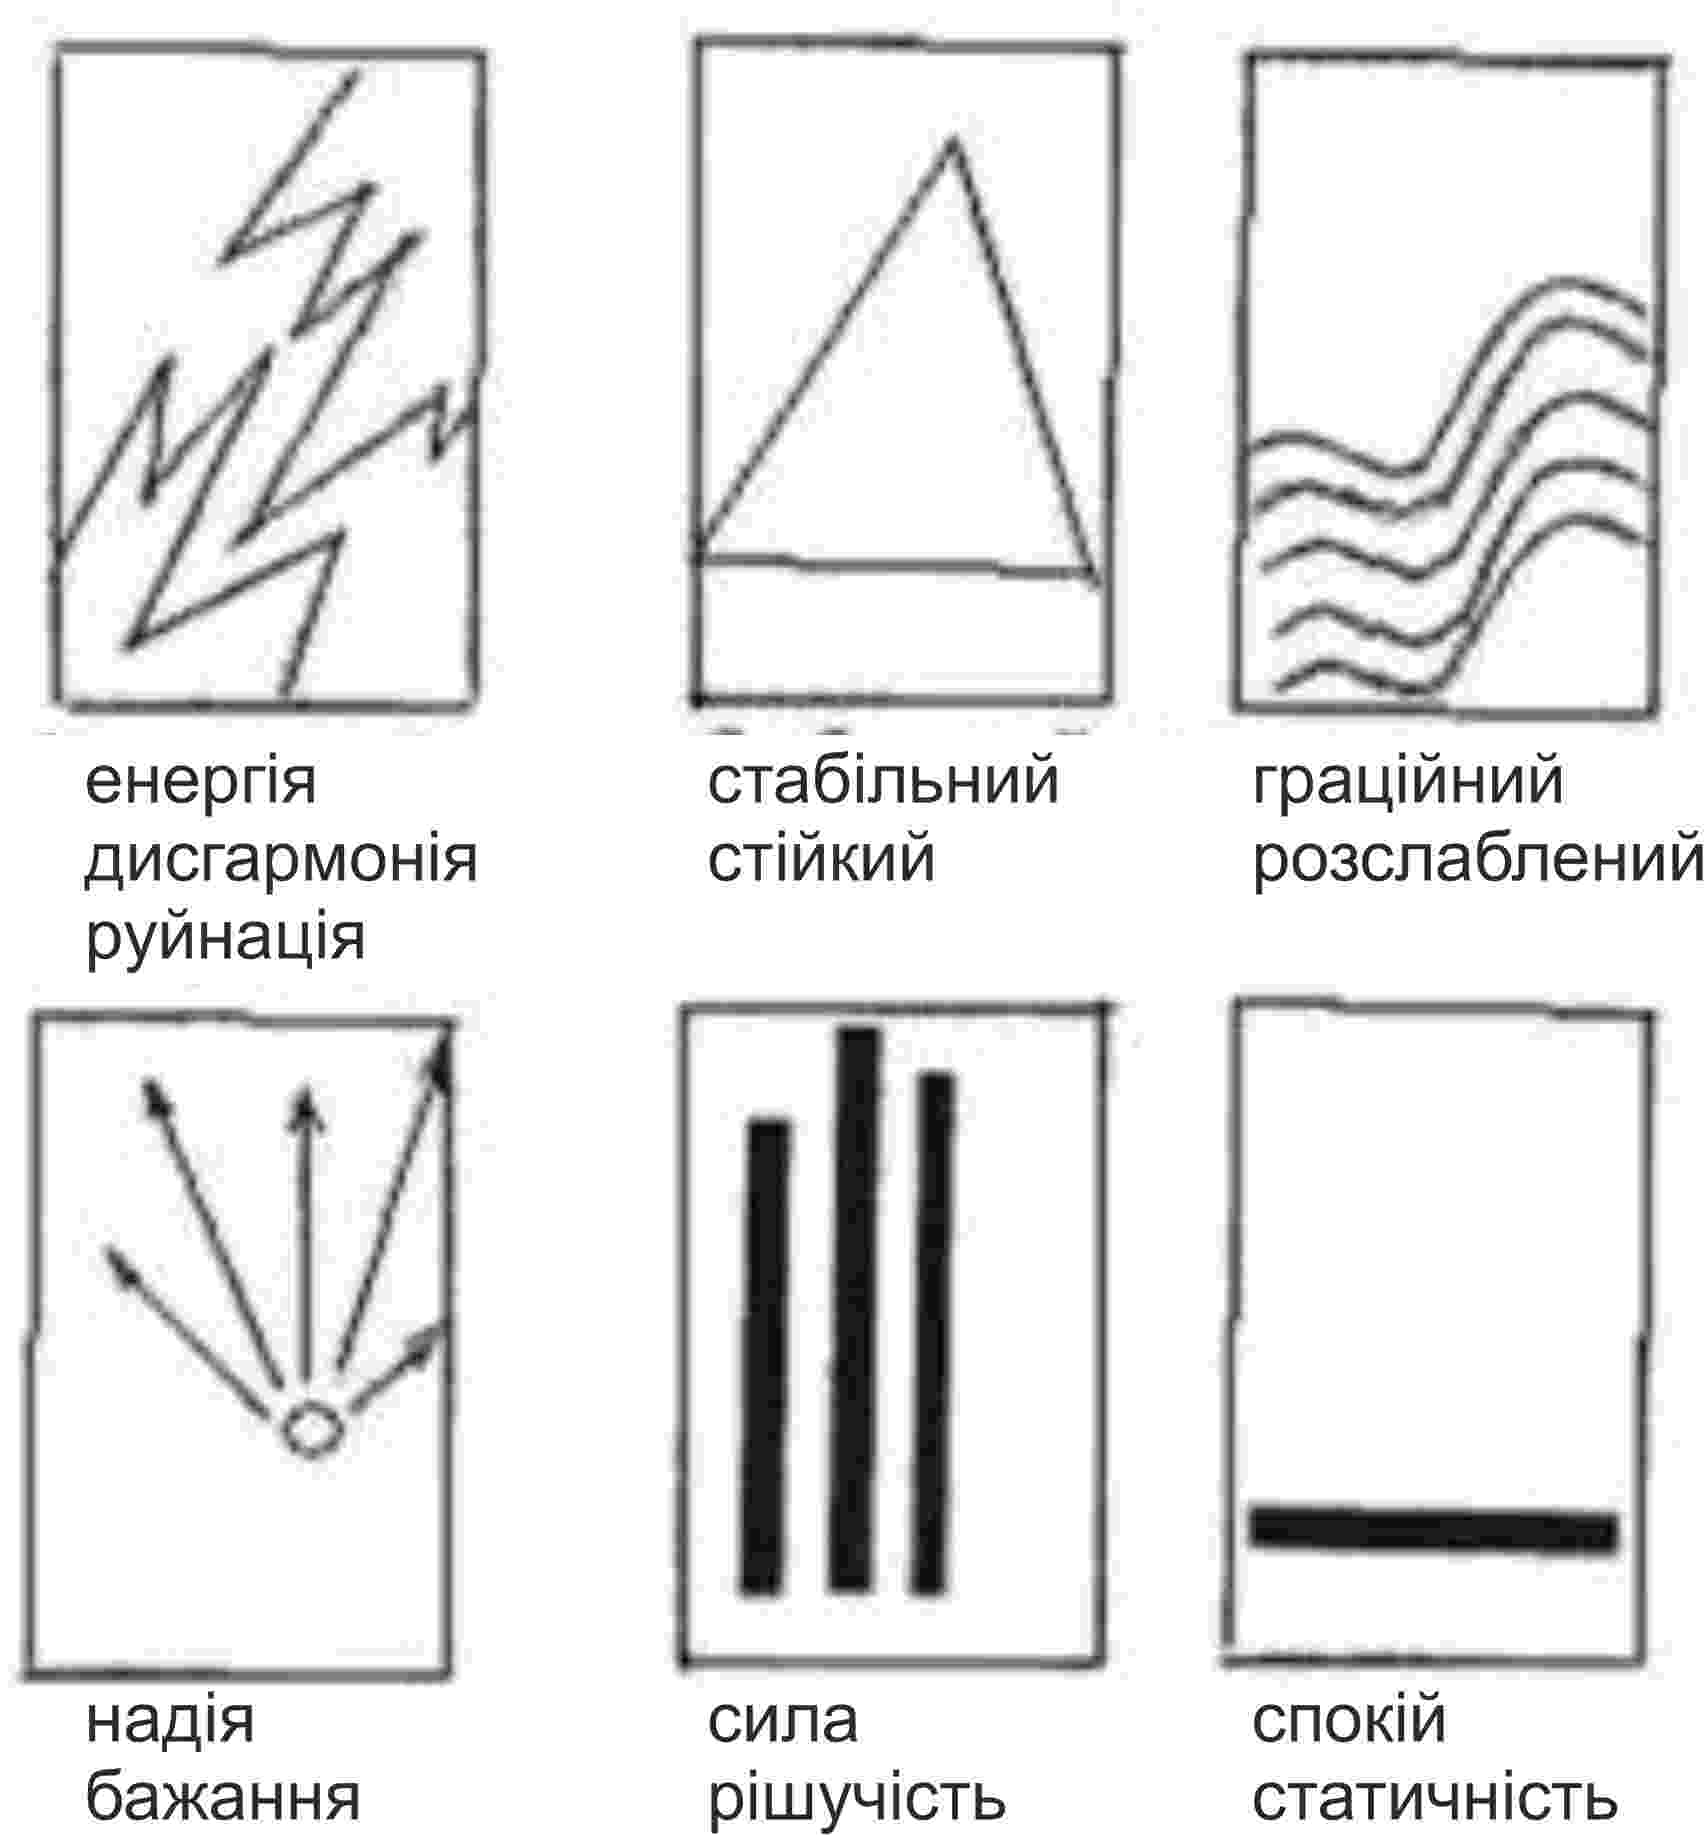 енергія
дисгармонія
руйнація
стабільний
стійкий
граційний
розслаблений
надія
бажання
сила
рішучість
спокій
статичність